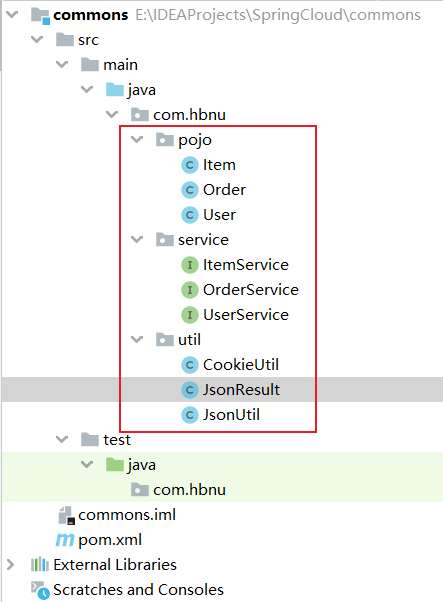 commons E:\IDEAProjects\SpringCloud\commons
src
main
java
com.hbnu
pojo
C Item
C Order
C User
service
I ItemService
I OrderService
I UserService
util
C CookieUtil
C JsonResult
C JsonUtil
test
java
com.hbnu
commons.iml
m pom.xml
External Libraries
Scratches and Consoles